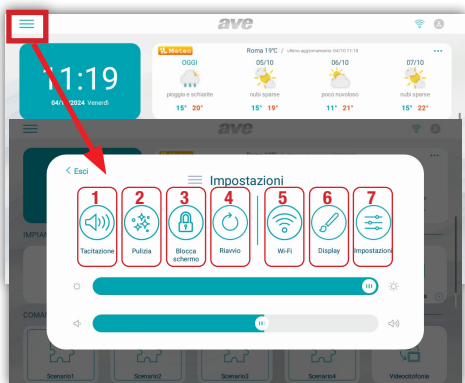 ave
iL Meteo
Roma 19°C / Ultimo aggiornamento 04/10 11:18
OGGI 05/10 06/10 07/10
11:19
04/10/2024 Venerdì
pioggia e schiarite nubi sparse poco nuvoloso nubi sparse
15° 20° 15° 19° 11° 21° 15° 22°
ave
< Esci
Impostazioni
1 2 3 4 5 6 7
Tacitazione Pulizia Blocca schermo Riavvio Wi-Fi Display Impostazioni
IMPIAN
COMAN
Scenario1 Scenario2 Scenario3 Scenario4 Videocitofonia